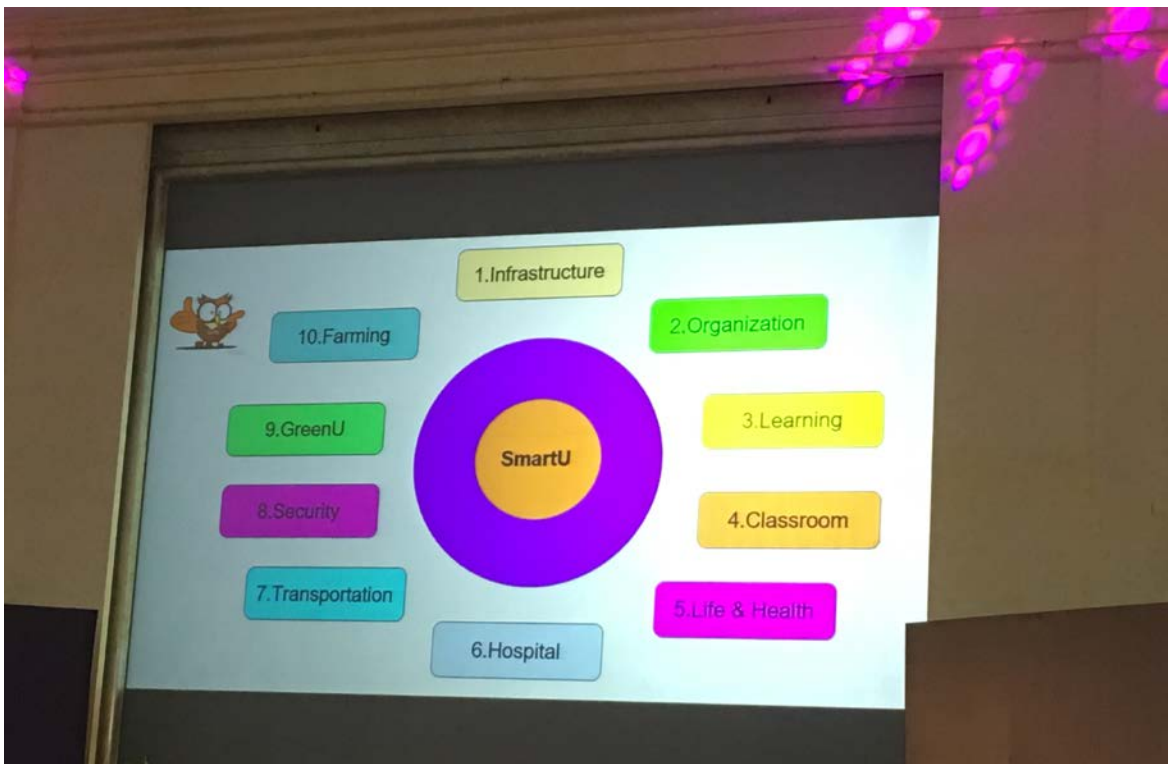 1.Infrastructure
2.Organization
3.Learning
4.Classroom
5.Life & Health
6.Hospital
7.Transportation
8.Security
9.GreenU
10.Farming
SmartU